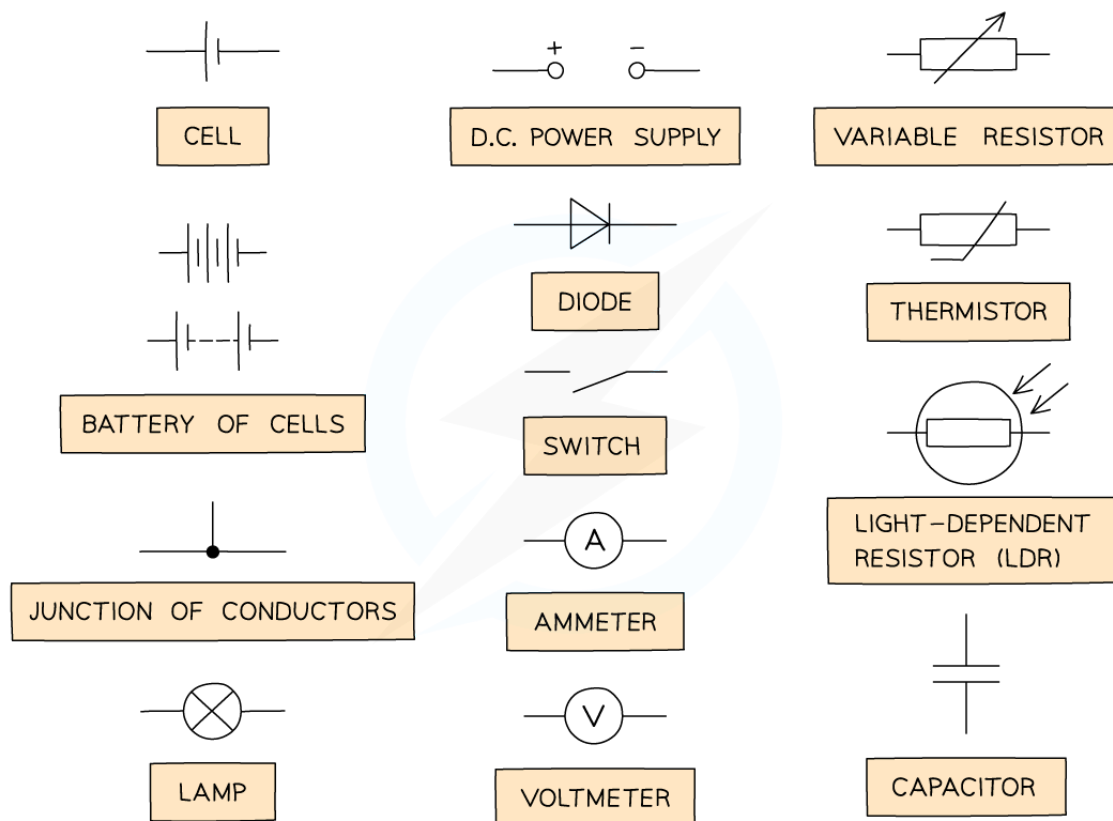 CELL
BATTERY OF CELLS
JUNCTION OF CONDUCTORS
LAMP
+ −
D.C. POWER SUPPLY
DIODE
SWITCH
A
AMMETER
V
VOLTMETER
VARIABLE RESISTOR
THERMISTOR
LIGHT-DEPENDENT
RESISTOR (LDR)
CAPACITOR